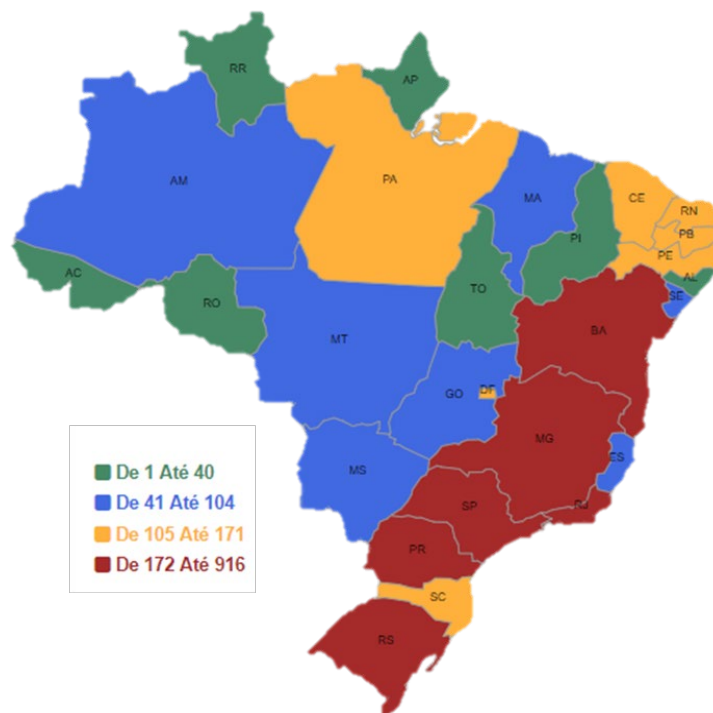 RR
AP
AM
PA
MA
CE
RN
PB
PI
PE
AC
TO
AL
RO
SE
BA
MT
GO
DF
MG
ES
MS
SP
RJ
PR
SC
RS
De 1 Até 40
De 41 Até 104
De 105 Até 171
De 172 Até 916